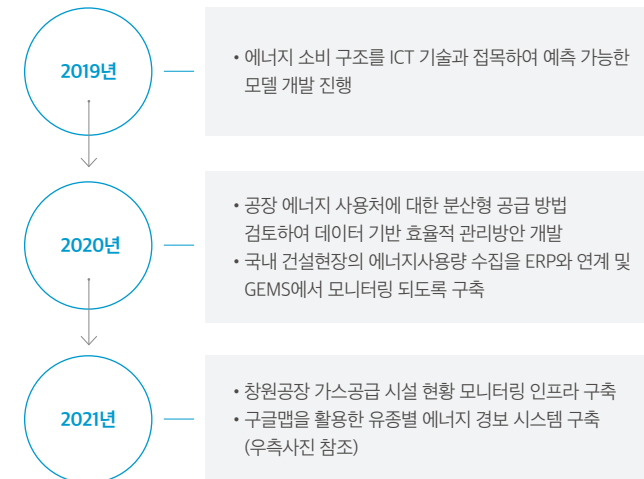 2019년
• 에너지 소비 구조를 ICT 기술과 접목하여 예측 가능한
모델 개발 진행
2020년
• 공장 에너지 사용처에 대한 분산형 공급 방법
검토하여 데이터 기반 효율적 관리방안 개발
• 국내 건설현장의 에너지사용량 수집을 ERP와 연계 및
GEMS에서 모니터링 되도록 구축
2021년
• 창원공장 가스공급 시설 현황 모니터링 인프라 구축
• 구글맵을 활용한 유종별 에너지 경보 시스템 구축
(우측사진 참조)